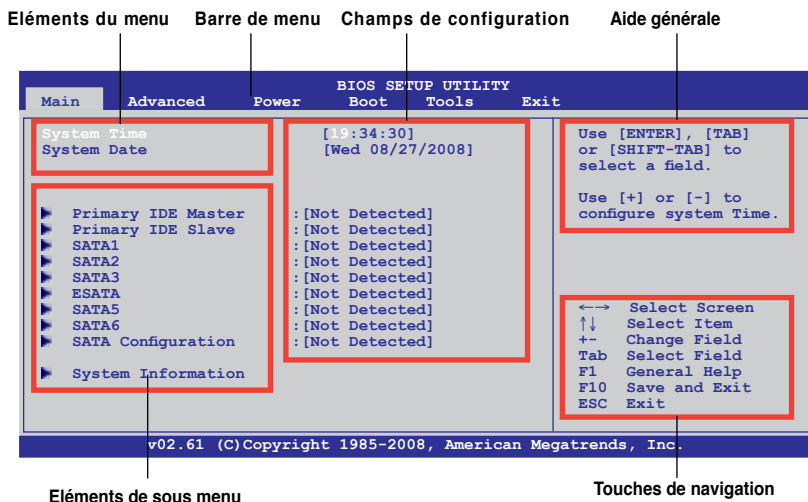 Eléments du menu Barre de menu Champs de configuration Aide générale
BIOS SETUP UTILITY
Main Advanced Power Boot Tools Exit
System Time [19:34:30]
System Date [Wed 08/27/2008]
Use [ENTER], [TAB]
or [SHIFT-TAB] to
select a field.
Use [+] or [-] to
configure system Time.
Primary IDE Master :[Not Detected]
Primary IDE Slave :[Not Detected]
SATA1 :[Not Detected]
SATA2 :[Not Detected]
SATA3 :[Not Detected]
ESATA :[Not Detected]
SATA5 :[Not Detected]
SATA6 :[Not Detected]
SATA Configuration :[Not Detected]
System Information
←→ Select Screen
↑↓ Select Item
+- Change Field
Tab Select Field
F1 General Help
F10 Save and Exit
ESC Exit
v02.61 (C)Copyright 1985-2008, American Megatrends, Inc.
Eléments de sous menu Touches de navigation